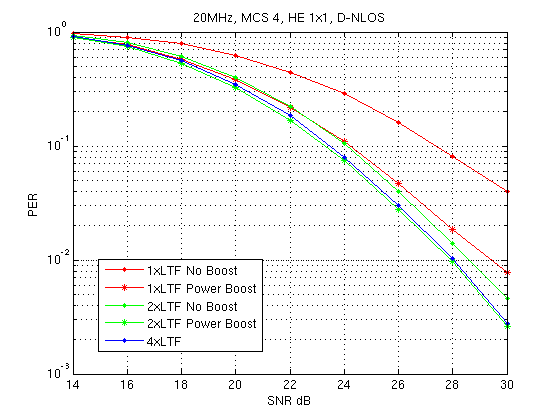 20MHz, MCS 4, HE 1x1, D-NLOS
10^0
10^-1
10^-2
10^-3
PER
1xLTF No Boost
1xLTF Power Boost
2xLTF No Boost
2xLTF Power Boost
4xLTF
14 16 18 20 22 24 26 28 30
SNR dB